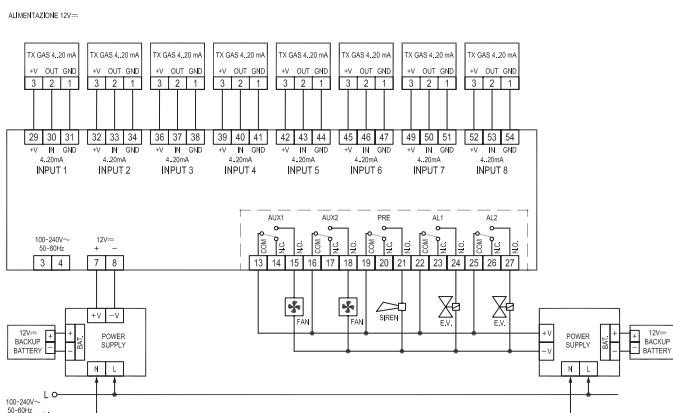 ALIMENTAZIONE 12V⎓
TX GAS 4..20 mA TX GAS 4..20 mA TX GAS 4..20 mA TX GAS 4..20 mA TX GAS 4..20 mA TX GAS 4..20 mA TX GAS 4..20 mA TX GAS 4..20 mA
+V OUT GND +V OUT GND +V OUT GND +V OUT GND +V OUT GND +V OUT GND +V OUT GND +V OUT GND
3 2 1 3 2 1 3 2 1 3 2 1 3 2 1 3 2 1 3 2 1 3 2 1
29 30 31 32 33 34 36 37 38 39 40 41 42 43 44 45 46 47 49 50 51 52 53 54
+V IN GND +V IN GND +V IN GND +V IN GND +V IN GND +V IN GND +V IN GND +V IN GND
4..20mA 4..20mA 4..20mA 4..20mA 4..20mA 4..20mA 4..20mA 4..20mA
INPUT 1 INPUT 2 INPUT 3 INPUT 4 INPUT 5 INPUT 6 INPUT 7 INPUT 8
AUX1 AUX2 PRE AL1 AL2
100-240V~ 12V⎓
50-60Hz + −
COM N.C. N.O. COM N.C. N.O. COM N.C. N.O. COM N.C. N.O. COM N.C. N.O.
3 4 7 8 13 14 15 16 17 18 19 20 21 22 23 24 25 26 27
FAN FAN SIREN E.V. E.V.
+V −V
12V⎓
BACKUP
BATTERY
+ −
+ −
BAT.
POWER
SUPPLY
N L
+V
−V
POWER
SUPPLY
BAT.
+ −
+ −
12V⎓
BACKUP
BATTERY
N L
100-240V~
50-60Hz
L